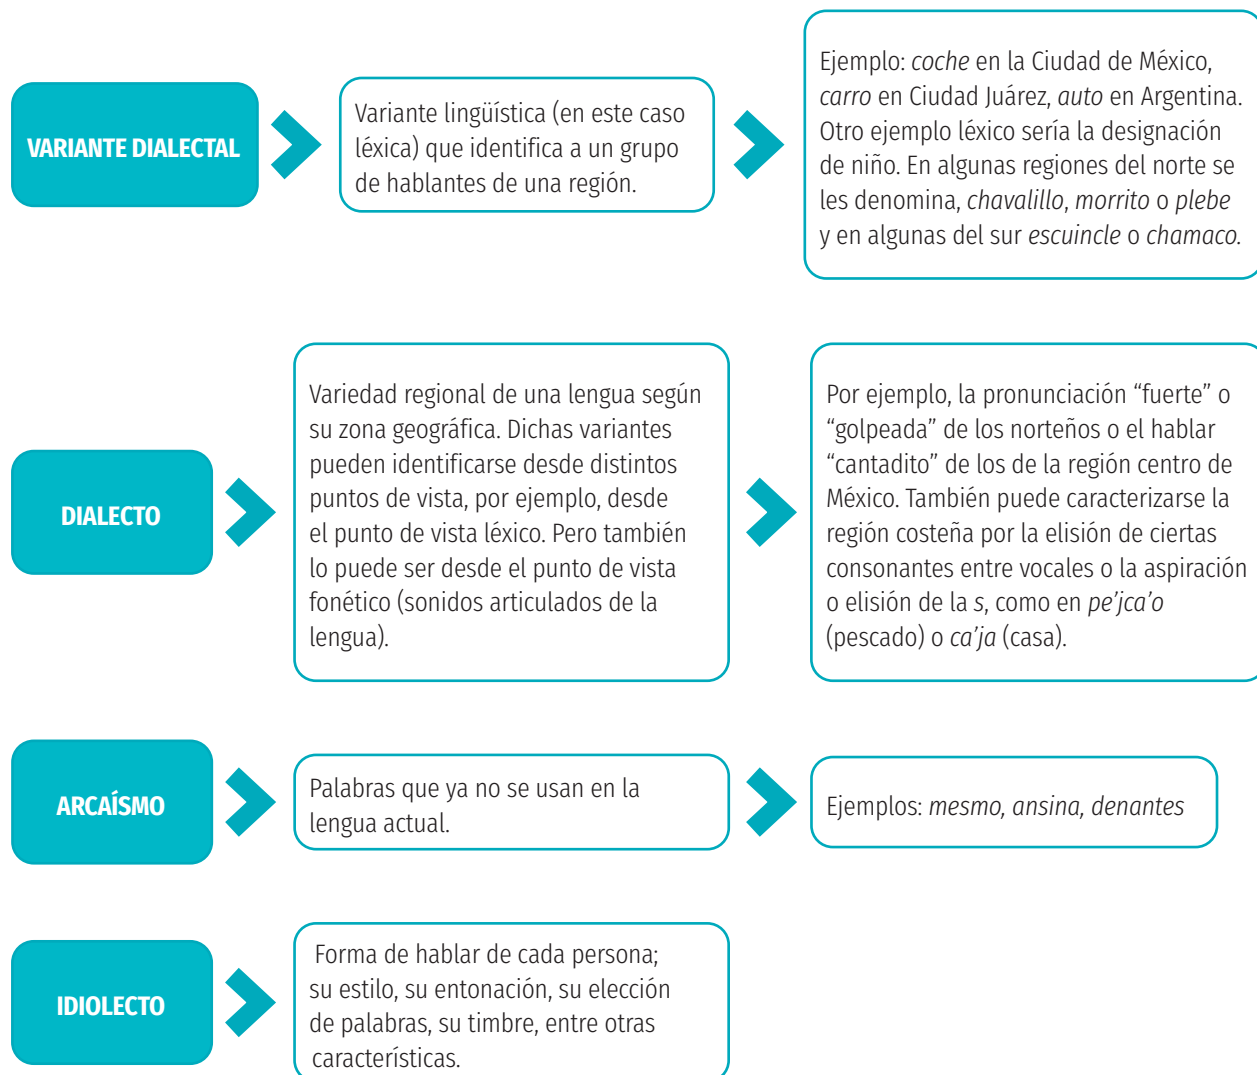 VARIANTE DIALECTAL
Variante lingüística (en este caso
léxica) que identifica a un grupo
de hablantes de una región.
Ejemplo: coche en la Ciudad de México,
carro en Ciudad Juárez, auto en Argentina.
Otro ejemplo léxico sería la designación
de niño. En algunas regiones del norte se
les denomina, chavalillo, morrito o plebe
y en algunas del sur escuincle o chamaco.
DIALECTO
Variedad regional de una lengua según
su zona geográfica. Dichas variantes
pueden identificarse desde distintos
puntos de vista, por ejemplo, desde
el punto de vista léxico. Pero también
lo puede ser desde el punto de vista
fonético (sonidos articulados de la
lengua).
Por ejemplo, la pronunciación “fuerte” o
“golpeada” de los norteños o el hablar
“cantadito” de los de la región centro de
México. También puede caracterizarse la
región costeña por la elisión de ciertas
consonantes entre vocales o la aspiración
o elisión de la s, como en pe’jca’o
(pescado) o ca’ja (casa).
ARCAÍSMO
Palabras que ya no se usan en la
lengua actual.
Ejemplos: mesmo, ansina, denantes
IDIOLECTO
Forma de hablar de cada persona;
su estilo, su entonación, su elección
de palabras, su timbre, entre otras
características.